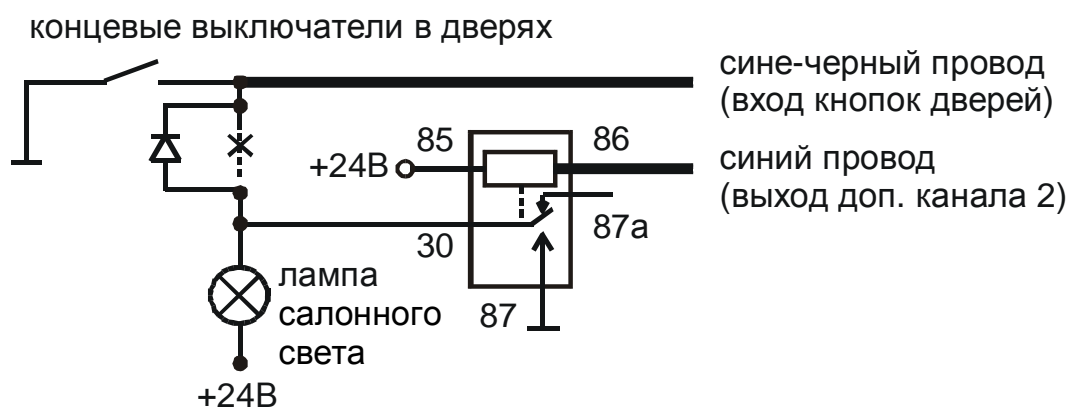 концевые выключатели в дверях
сине-черный провод
(вход кнопок дверей)
85
86
+24В
синий провод
(выход доп. канала 2)
30
87а
лампа
салонного
света
87
+24В